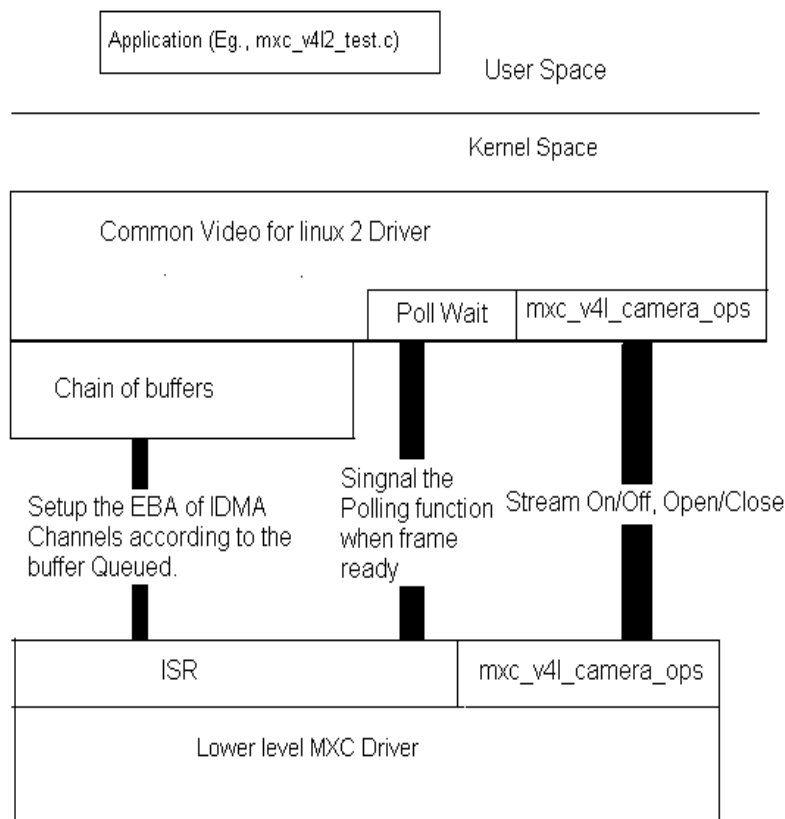 Application (Eg., mxc_v4l2_test.c)
User Space
Kernel Space
Common Video for linux 2 Driver
Poll Wait
mxc_v4l_camera_ops
Chain of buffers
Setup the EBA of IDMA
Channels according to the
buffer Queued.
Singnal the
Polling function
when frame
ready
Stream On/Off, Open/Close
ISR
mxc_v4l_camera_ops
Lower level MXC Driver